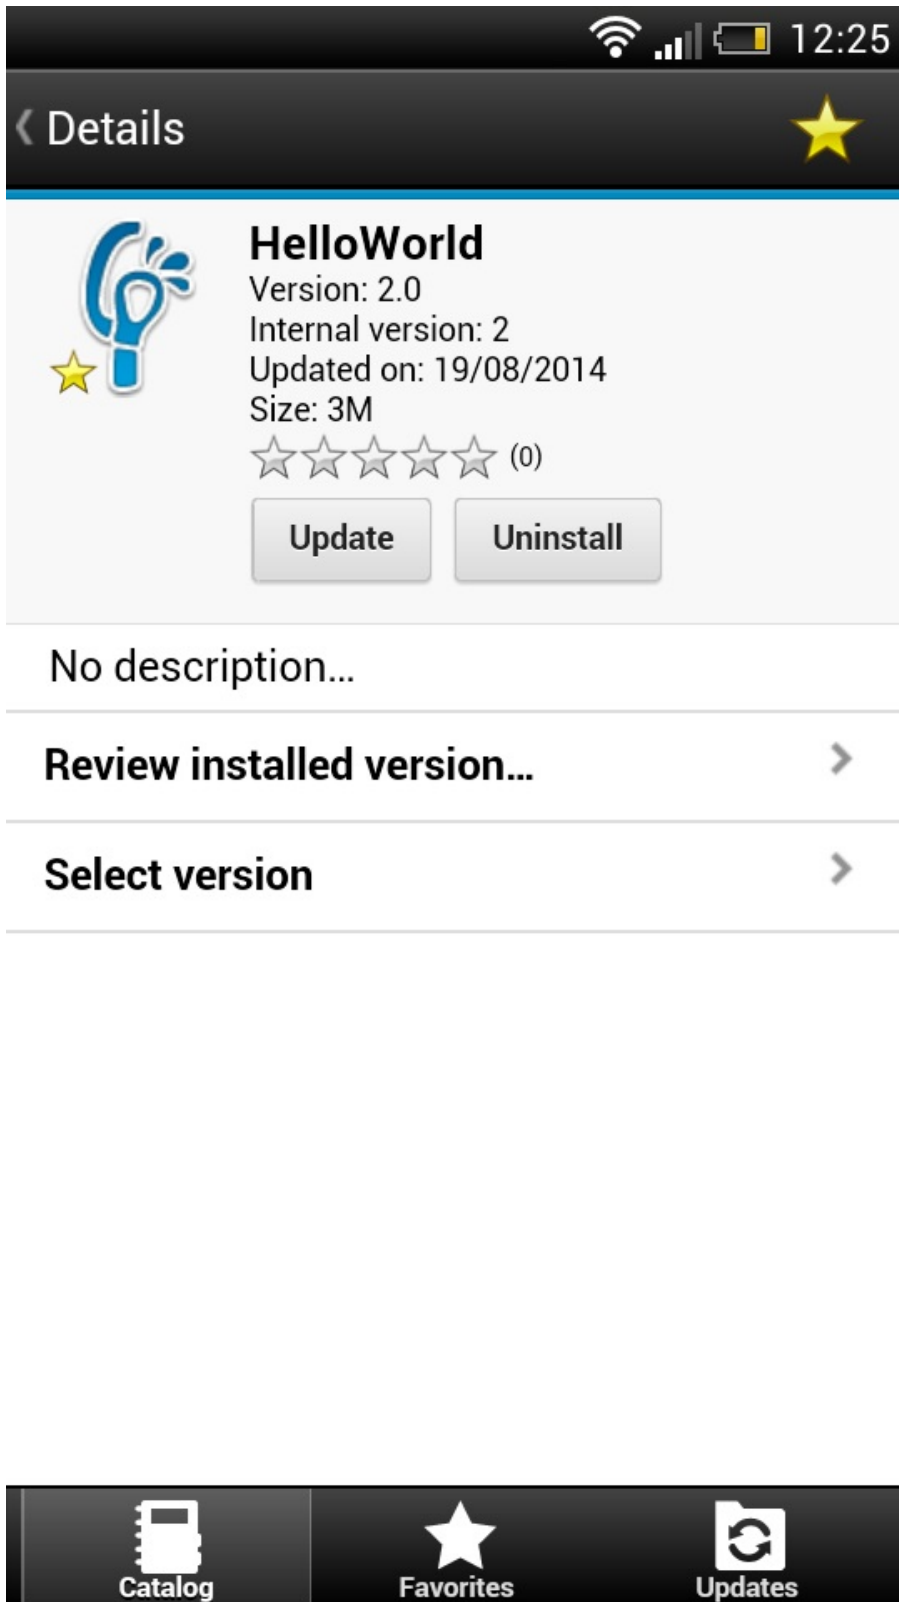 12:25
Details
HelloWorld
Version: 2.0
Internal version: 2
Updated on: 19/08/2014
Size: 3M
(0)
Update Uninstall
No description...
Review installed version...
Select version
Catalog Favorites Updates